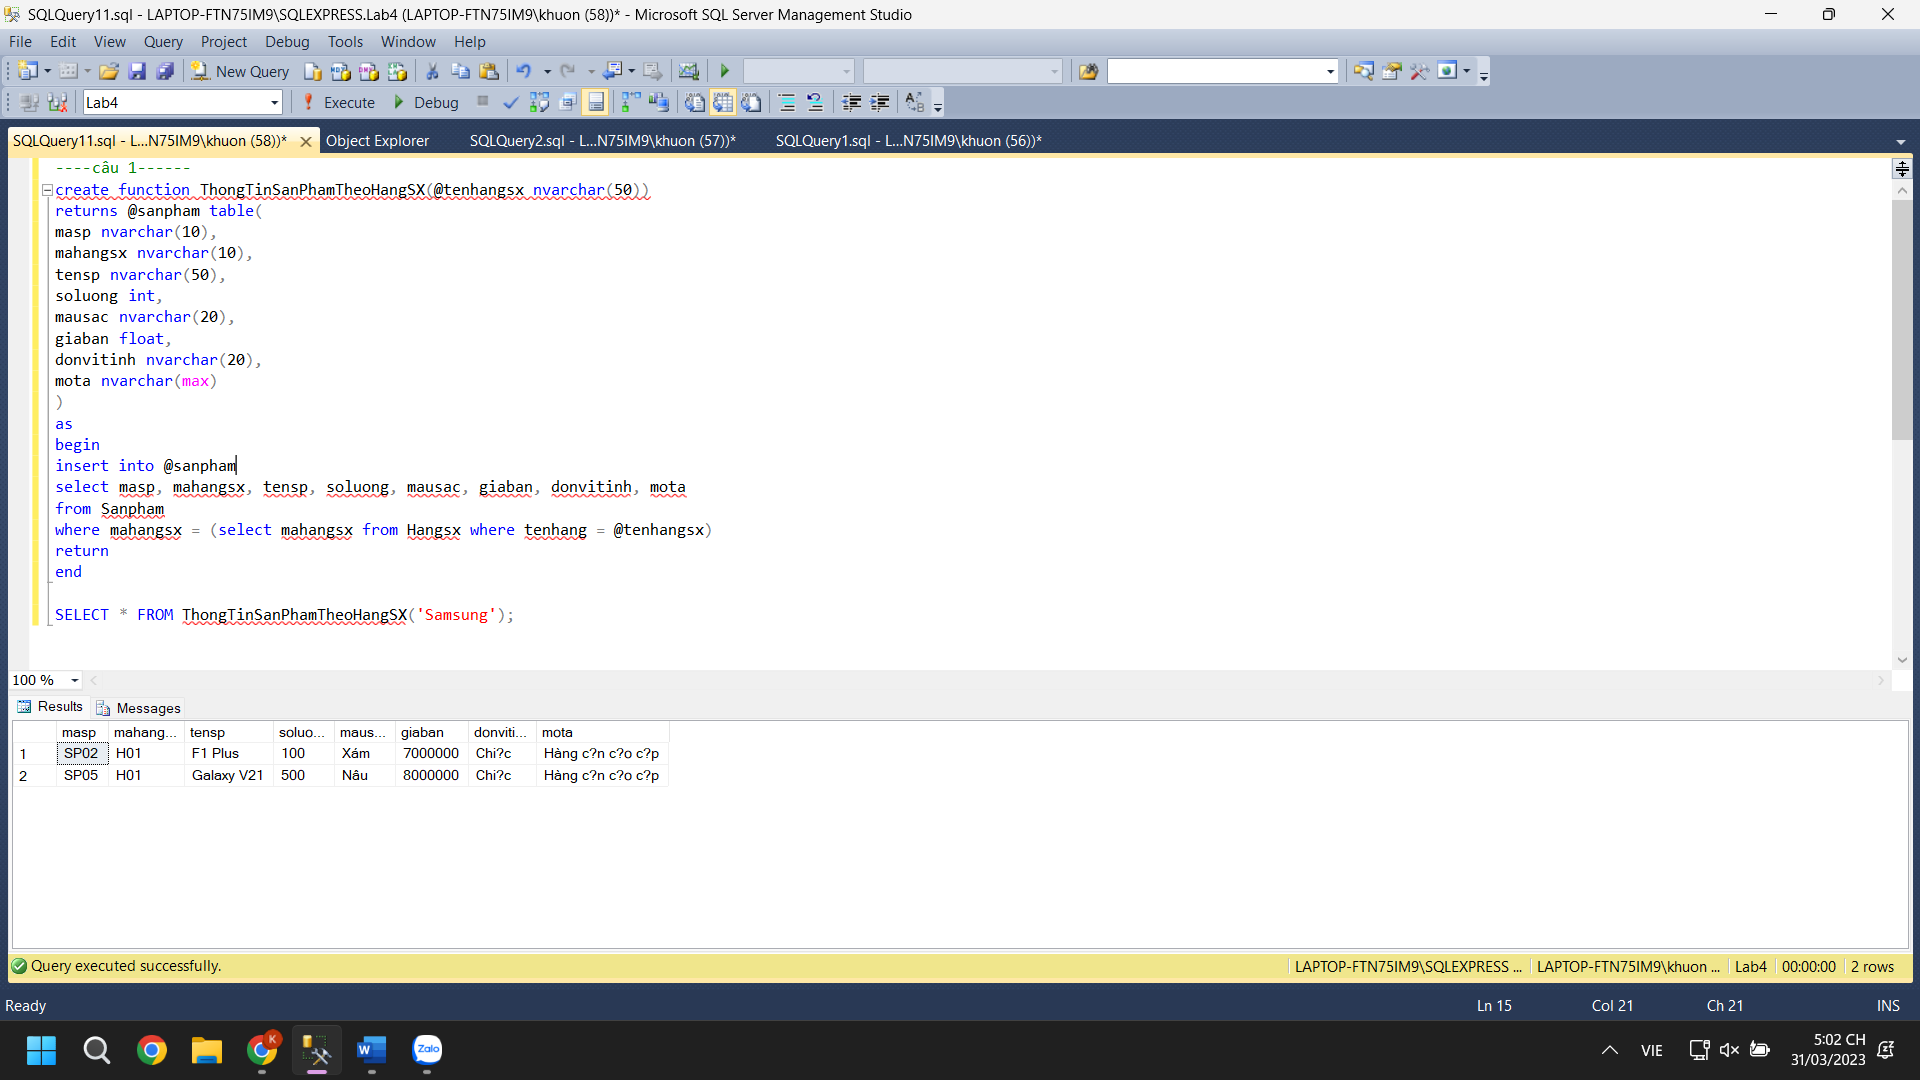 SQLQuery11.sql - LAPTOP-FTN75IM9\SQLEXPRESS.Lab4 (LAPTOP-FTN75IM9\khuon (58))* - Microsoft SQL Server Management Studio
File Edit View Query Project Debug Tools Window Help
New Query
Lab4 Execute Debug
SQLQuery11.sql - L...N75IM9\khuon (58))* Object Explorer SQLQuery2.sql - L...N75IM9\khuon (57))* SQLQuery1.sql - L...N75IM9\khuon (56))*
----câu 1------
create function ThongTinSanPhamTheoHangSX(@tenhangsx nvarchar(50))
returns @sanpham table(
masp nvarchar(10),
mahangsx nvarchar(10),
tensp nvarchar(50),
soluong int,
mausac nvarchar(20),
giaban float,
donvitinh nvarchar(20),
mota nvarchar(max)
)
as
begin
insert into @sanpham
select masp, mahangsx, tensp, soluong, mausac, giaban, donvitinh, mota
from Sanpham
where mahangsx = (select mahangsx from Hangsx where tenhang = @tenhangsx)
return
end
SELECT * FROM ThongTinSanPhamTheoHangSX('Samsung');
100 %
Results Messages
masp mahang... tensp soluo... maus... giaban donviti... mota
1 SP02 H01 F1 Plus 100 Xám 7000000 Chi?c Hàng c?n c?o c?p
2 SP05 H01 Galaxy V21 500 Nâu 8000000 Chi?c Hàng c?n c?o c?p
Query executed successfully. LAPTOP-FTN75IM9\SQLEXPRESS ... LAPTOP-FTN75IM9\khuon ... Lab4 00:00:00 2 rows
Ready Ln 15 Col 21 Ch 21 INS
K W Zalo VIE 5:02 CH
31/03/2023